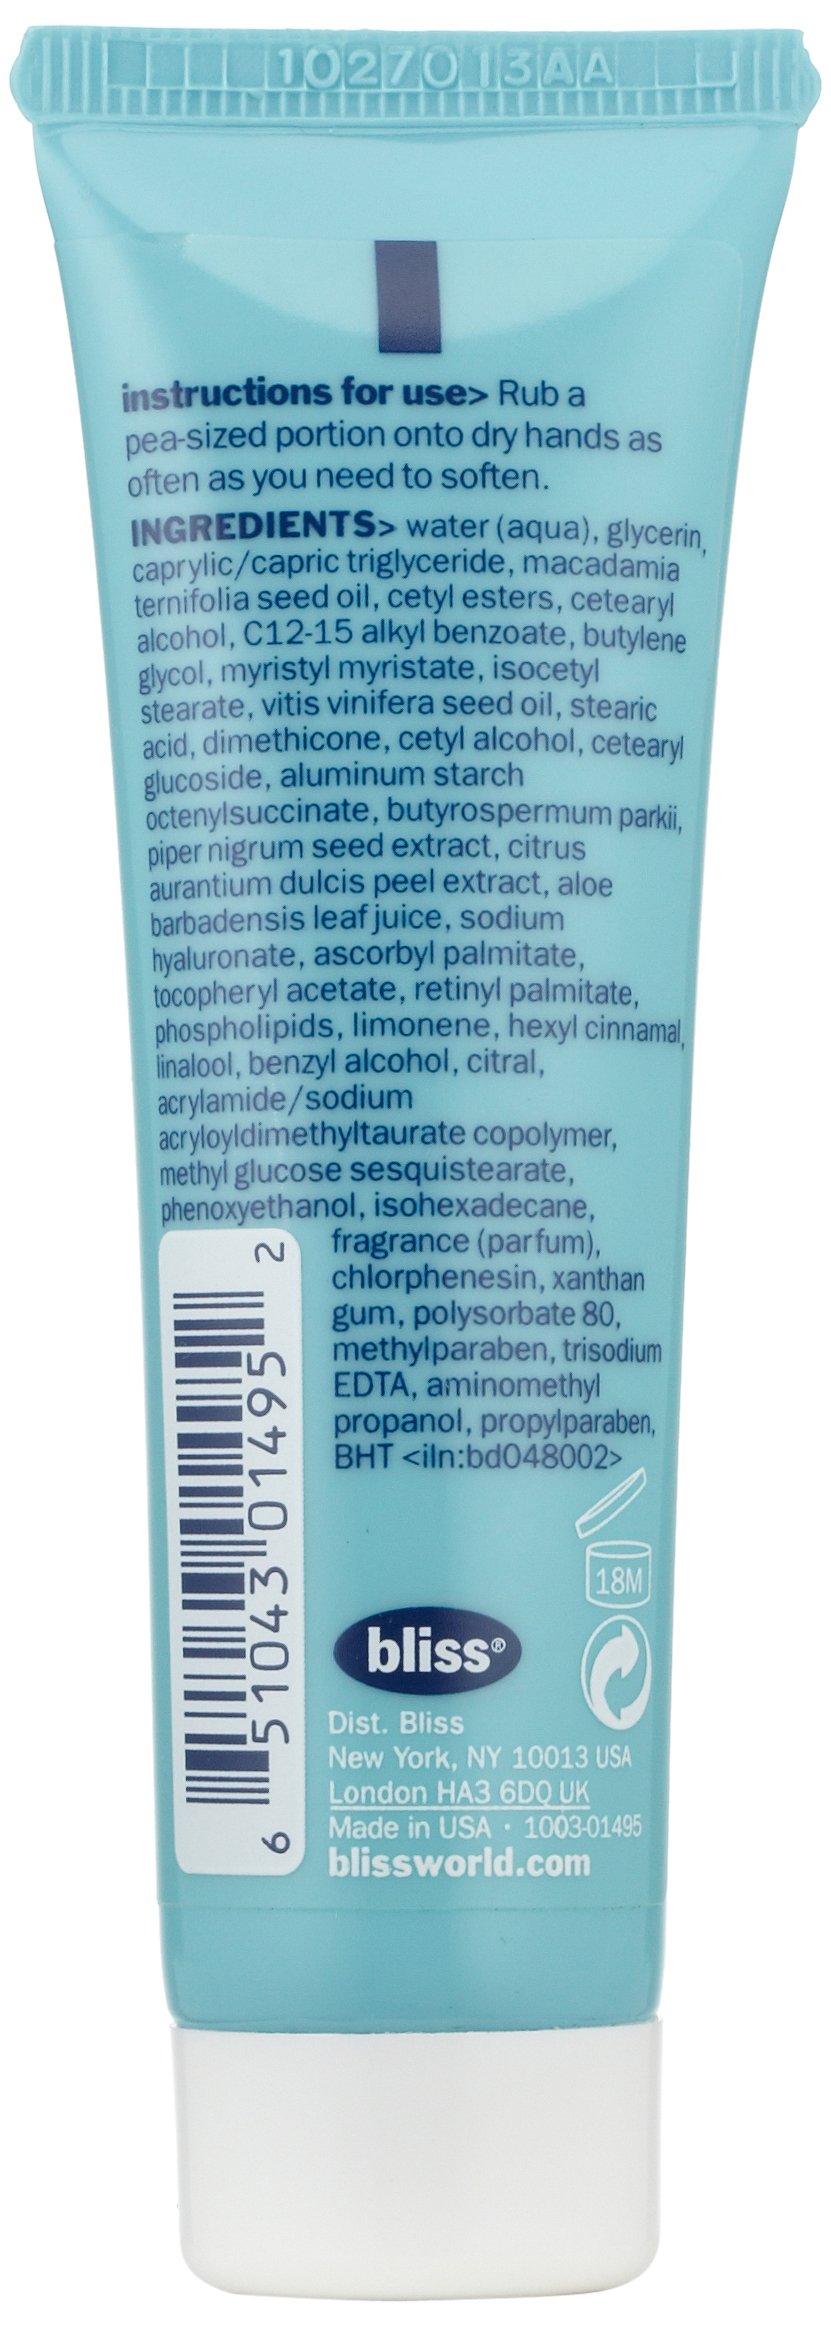 1027013AA
instructions for use> Rub a
pea-sized portion onto dry hands as
often as you need to soften.
INGREDIENTS> water (aqua), glycerin,
caprylic/capric triglyceride, macadamia
ternifolia seed oil, cetyl esters, cetearyl
alcohol, C12-15 alkyl benzoate, butylene
glycol, myristyl myristate, isocetyl
stearate, vitis vinifera seed oil, stearic
acid, dimethicone, cetyl alcohol, cetearyl
glucoside, aluminum starch
octenylsuccinate, butyrospermum parkii,
piper nigrum seed extract, citrus
aurantium dulcis peel extract, aloe
barbadensis leaf juice, sodium
hyaluronate, ascorbyl palmitate,
tocopheryl acetate, retinyl palmitate,
phospholipids, limonene, hexyl cinnamal,
linalool, benzyl alcohol, citral,
acrylamide/sodium
acryloyldimethyltaurate copolymer,
methyl glucose sesquistearate,
phenoxyethanol, isohexadecane,
fragrance (parfum),
chlorphenesin, xanthan
gum, polysorbate 80,
methylparaben, trisodium
EDTA, aminomethyl
propanol, propylparaben,
BHT <iln:bd048002>
6 51043 01495 2
18M
bliss®
Dist. Bliss
New York, NY 10013 USA
London HA3 6DQ UK
Made in USA · 1003-01495
blissworld.com